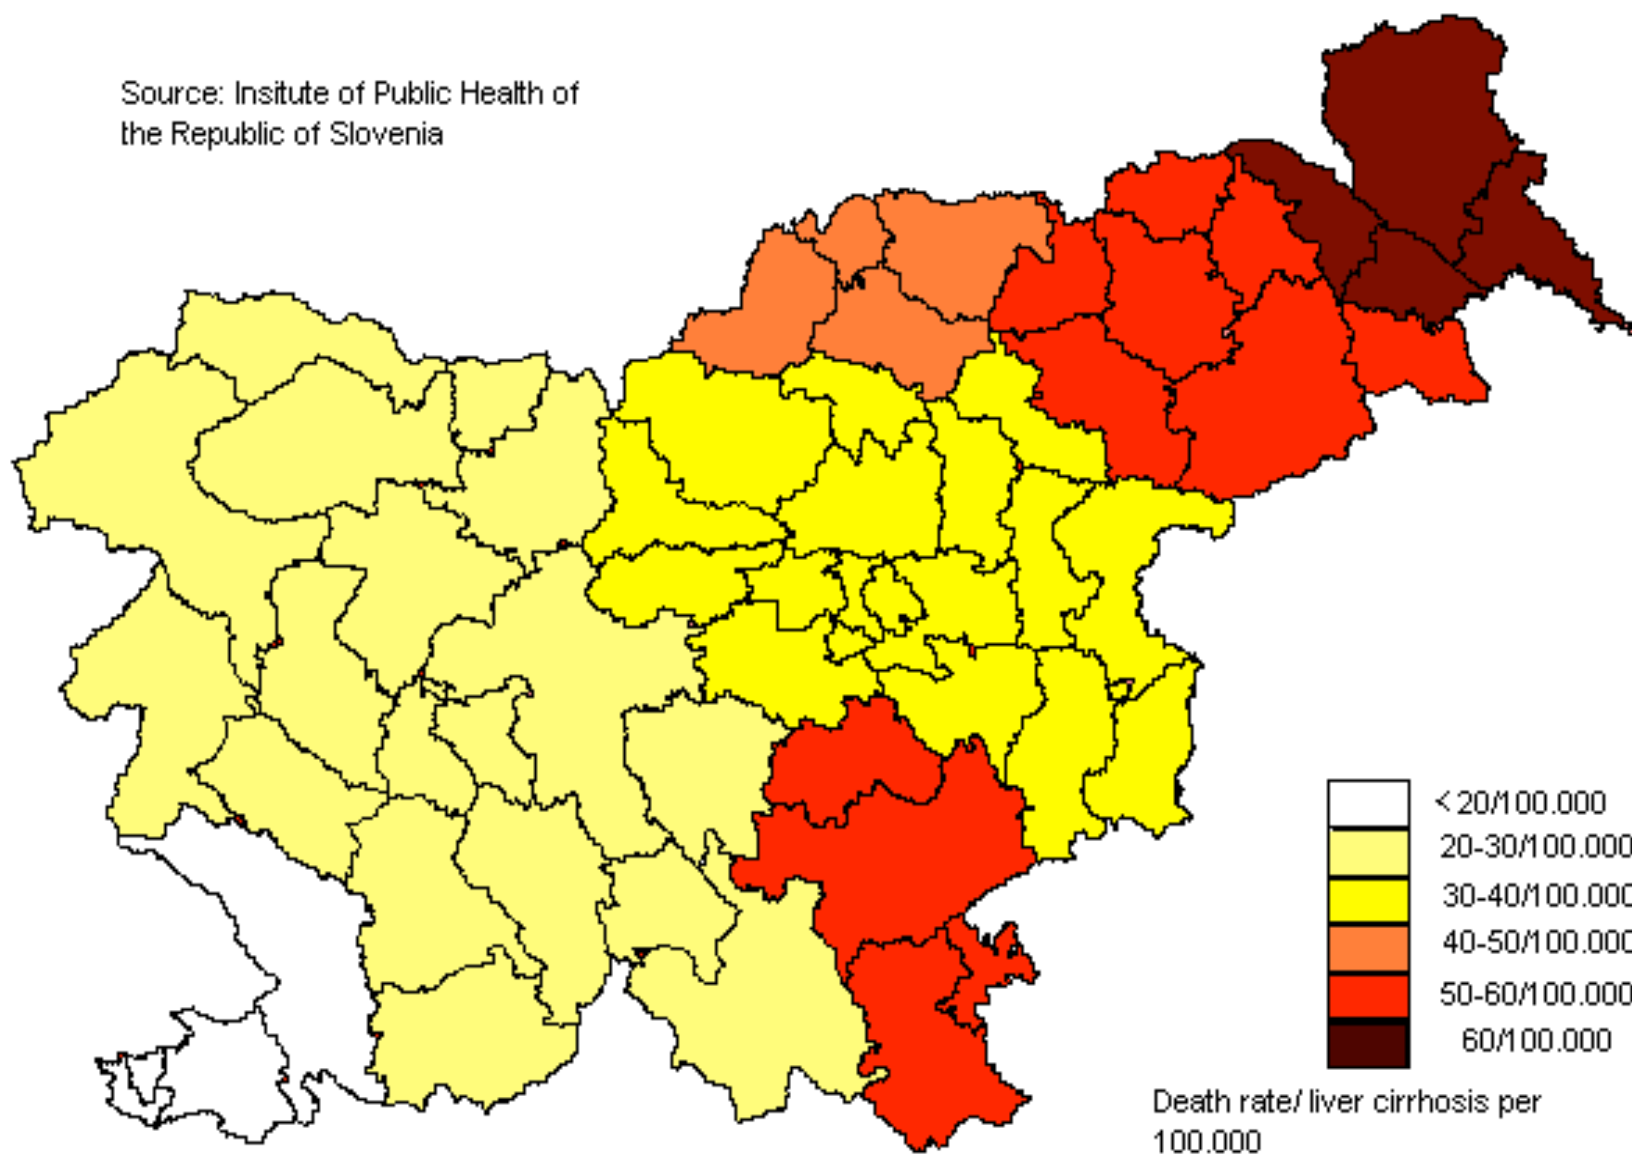 Source: Insitute of Public Health of
the Republic of Slovenia
<20/100.000
20-30/100.000
30-40/100.000
40-50/100.000
50-60/100.000
60/100.000
Death rate/ liver cirrhosis per
100.000